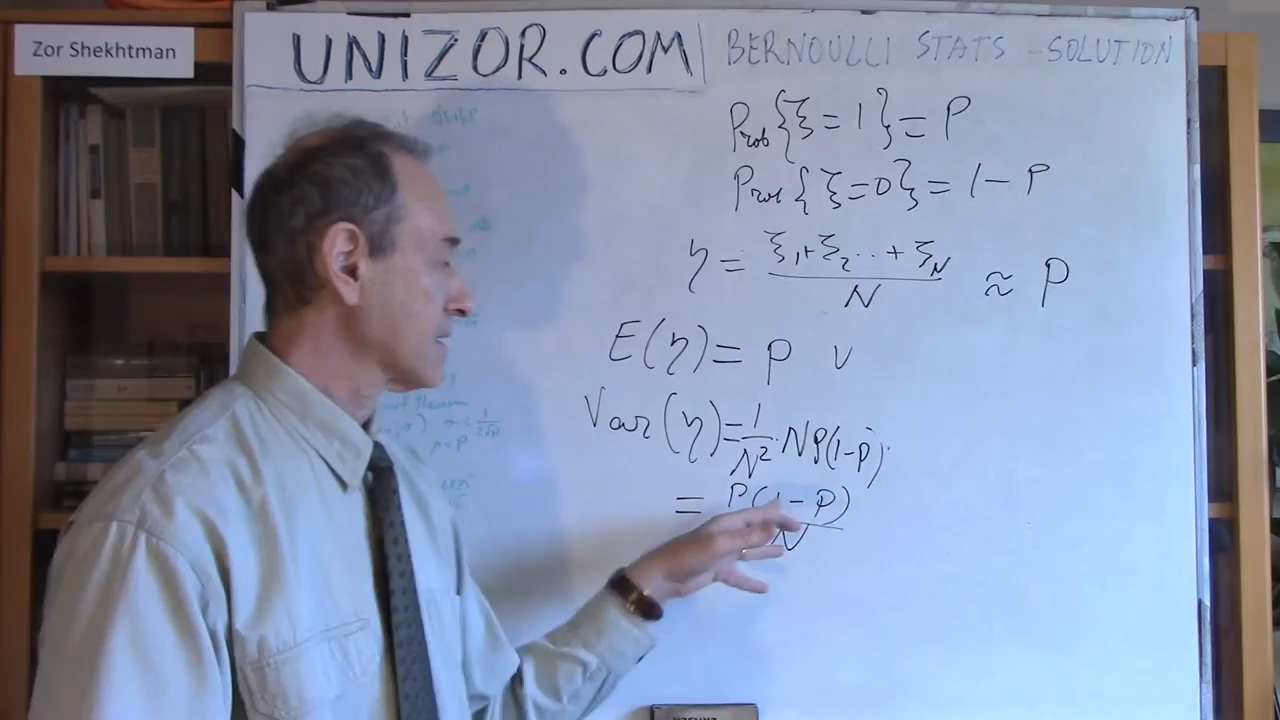 Zor Shekhtman
UNIZOR.COM
BERNOULLI STATS - SOLUTION
Prob{ξ=1}=P
Prob{ξ=0}=1-P
η = (ξ₁+ξ₂..+ξ_N)/N ≈ P
E(η)= p v
Var(η)=1/N²·Np(1-p)
= P(1-P)/N